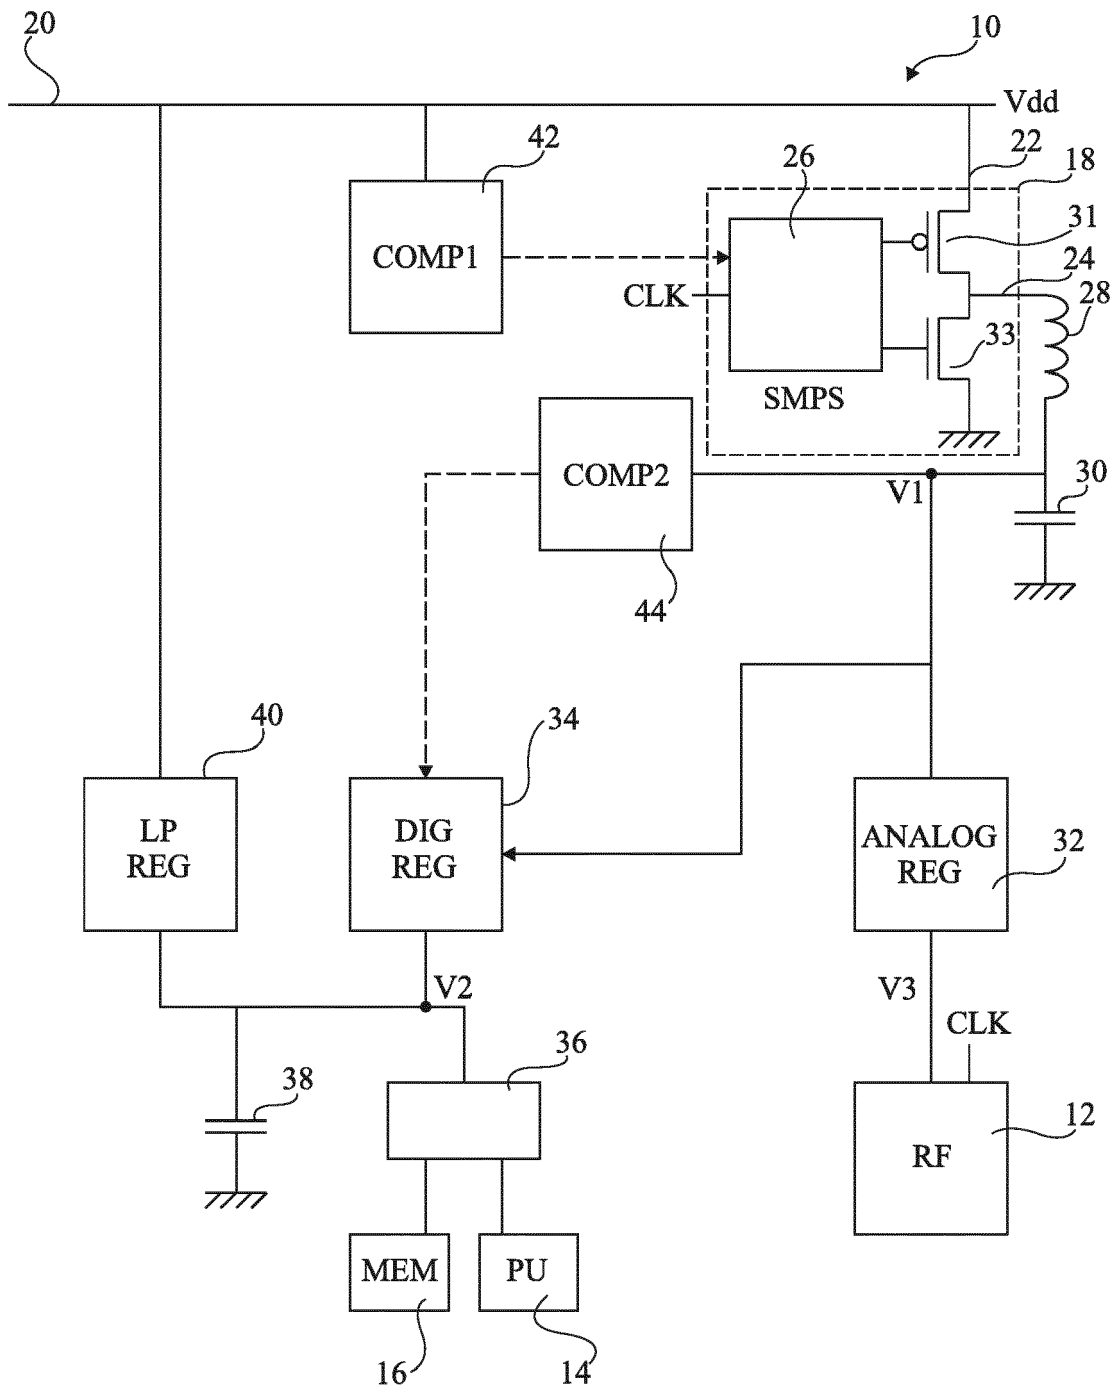 20
10
Vdd
42
26
22
18
COMP1
31
24
CLK
28
33
SMPS
COMP2
V1
30
44
40
34
LP
REG
DIG
REG
ANALOG
REG
32
V2
V3
CLK
36
38
12
RF
MEM
PU
16
14